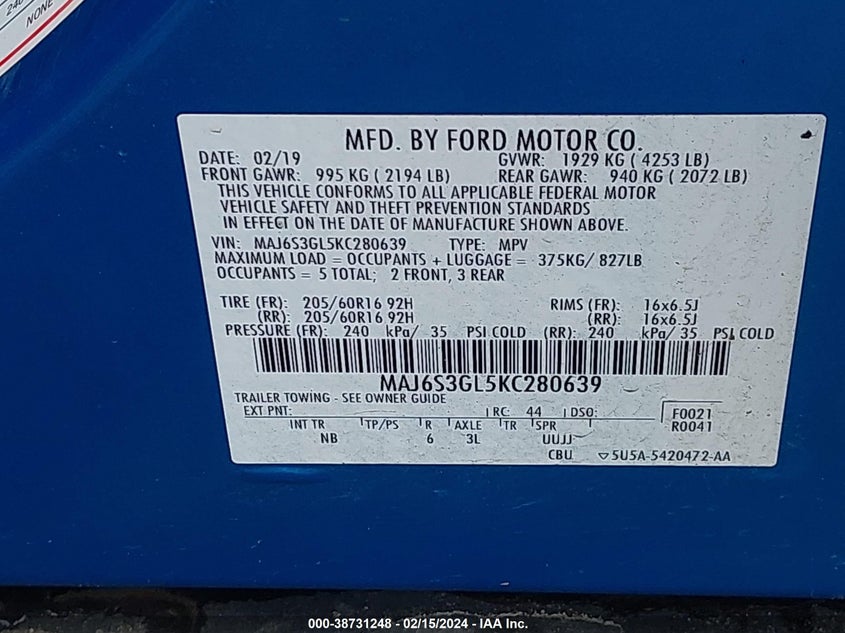 240
NONE
MFD. BY FORD MOTOR CO.
DATE: 02/19 GVWR: 1929 KG ( 4253 LB)
FRONT GAWR: 995 KG ( 2194 LB) REAR GAWR: 940 KG ( 2072 LB)
THIS VEHICLE CONFORMS TO ALL APPLICABLE FEDERAL MOTOR
VEHICLE SAFETY AND THEFT PREVENTION STANDARDS
IN EFFECT ON THE DATE OF MANUFACTURE SHOWN ABOVE.
VIN: MAJ6S3GL5KC280639 TYPE: MPV
MAXIMUM LOAD = OCCUPANTS + LUGGAGE = 375KG/ 827LB
OCCUPANTS = 5 TOTAL; 2 FRONT, 3 REAR
TIRE (FR): 205/60R16 92H RIMS (FR): 16x6.5J
(RR): 205/60R16 92H (RR): 16x6.5J
PRESSURE (FR): 240 kPa/ 35 PSI COLD (RR): 240 kPa/ 35 PSI COLD
MAJ6S3GL5KC280639
TRAILER TOWING - SEE OWNER GUIDE
EXT PNT: RC: 44 DSO: F0021
INT TR TP/PS R AXLE TR SPR R0041
NB 6 3L UUJJ
CBU ▽5U5A-5420472-AA
000-38731248 - 02/15/2024 - IAA Inc.